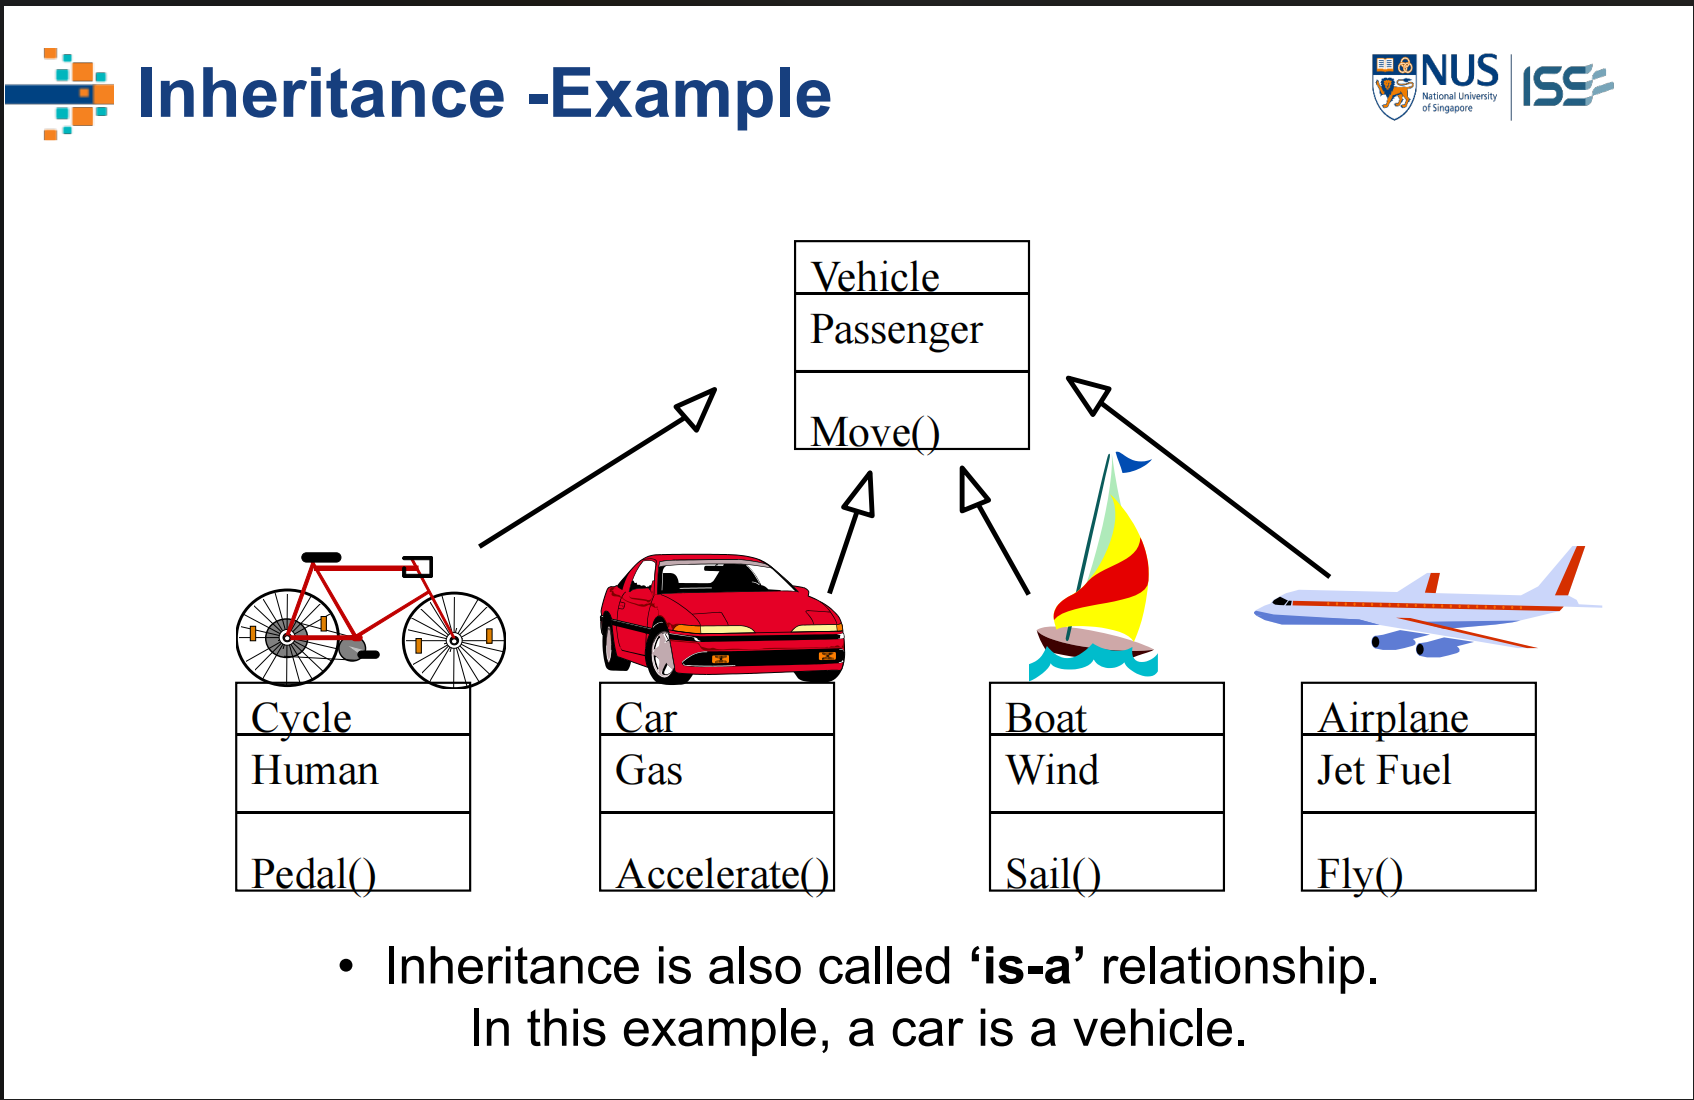 Inheritance -Example
NUS
National University
of Singapore
ISS
Vehicle
Passenger
Move()
Cycle
Human
Pedal()
Car
Gas
Accelerate()
Boat
Wind
Sail()
Airplane
Jet Fuel
Fly()
• Inheritance is also called ‘is-a’ relationship.
In this example, a car is a vehicle.